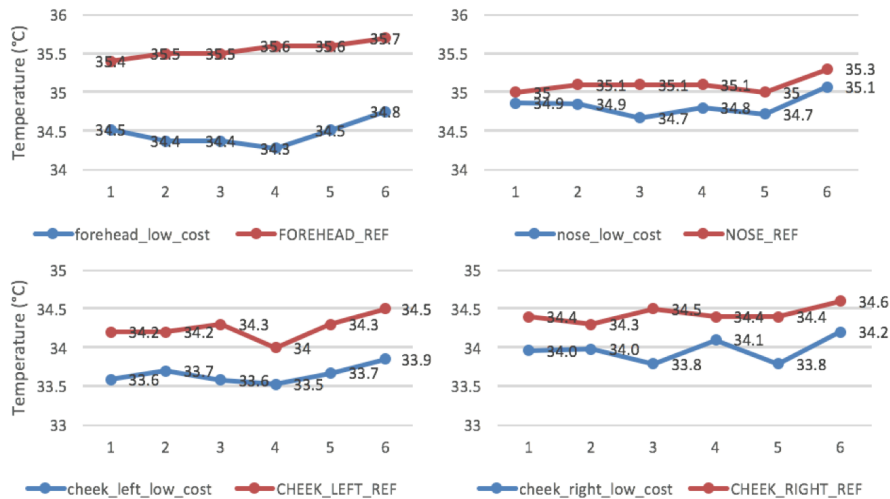 36
35.5
35
34.5
34
Temperature (°C)
35.4 35.5 35.5 35.6 35.6 35.7
34.5 34.4 34.4 34.3 34.5 34.8
1 2 3 4 5 6
forehead_low_cost FOREHEAD_REF
36
35.5
35
34.5
34
35 35.1 35.1 35.1 35 35.3
34.9 34.9 34.7 34.8 34.7 35.1
1 2 3 4 5 6
nose_low_cost NOSE_REF
35
34.5
34
33.5
33
Temperature (°C)
34.2 34.2 34.3 34 34.3 34.5
33.6 33.7 33.6 33.5 33.7 33.9
1 2 3 4 5 6
cheek_left_low_cost CHEEK_LEFT_REF
35
34.5
34
33.5
33
34.4 34.3 34.5 34.4 34.4 34.6
34.0 34.0 33.8 34.1 33.8 34.2
1 2 3 4 5 6
cheek_right_low_cost CHEEK_RIGHT_REF